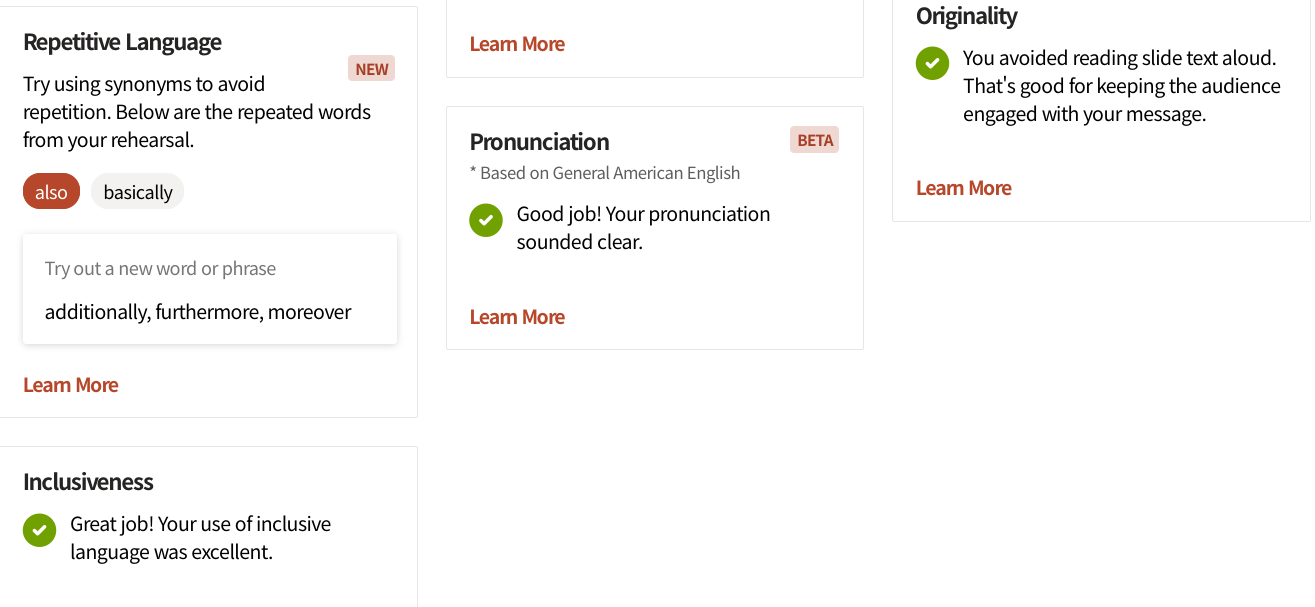 Repetitive Language
NEW
Try using synonyms to avoid
repetition. Below are the repeated words
from your rehearsal.
also
basically
Try out a new word or phrase
additionally, furthermore, moreover
Learn More
Inclusiveness
Great job! Your use of inclusive
language was excellent.
Learn More
Pronunciation
BETA
* Based on General American English
Good job! Your pronunciation
sounded clear.
Learn More
Originality
You avoided reading slide text aloud.
That's good for keeping the audience
engaged with your message.
Learn More